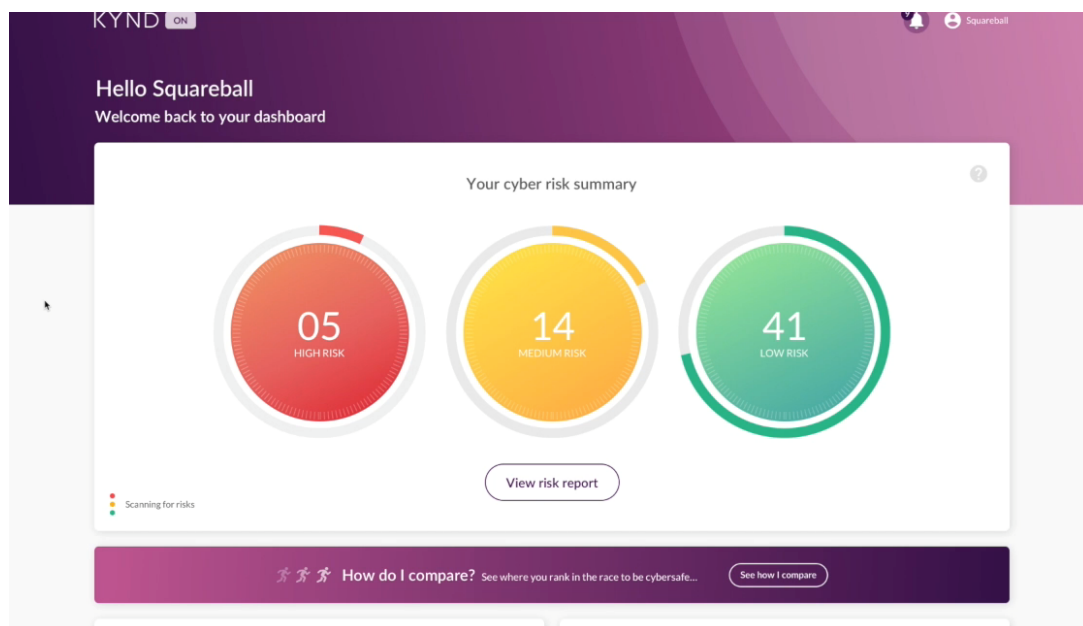 KYND ON
Squareball
Hello Squareball
Welcome back to your dashboard
Your cyber risk summary
?
05
HIGH RISK
14
MEDIUM RISK
41
LOW RISK
View risk report
Scanning for risks
How do I compare? See where you rank in the race to be cybersafe...
See how I compare